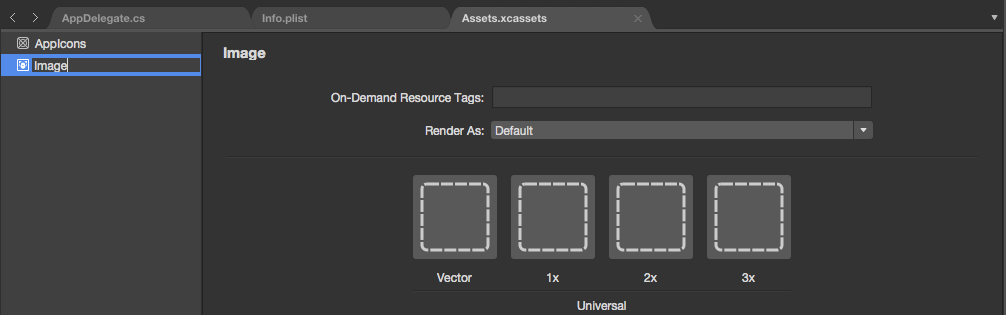 AppDelegate.cs Info.plist Assets.xcassets
AppIcons
Image
Image
On-Demand Resource Tags:
Render As: Default
Vector 1x 2x 3x
Universal